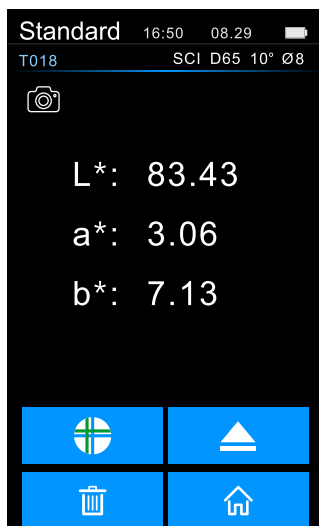 Standard 16:50 08.29
T018 SCI D65 10° Ø8
L*: 83.43
a*: 3.06
b*: 7.13